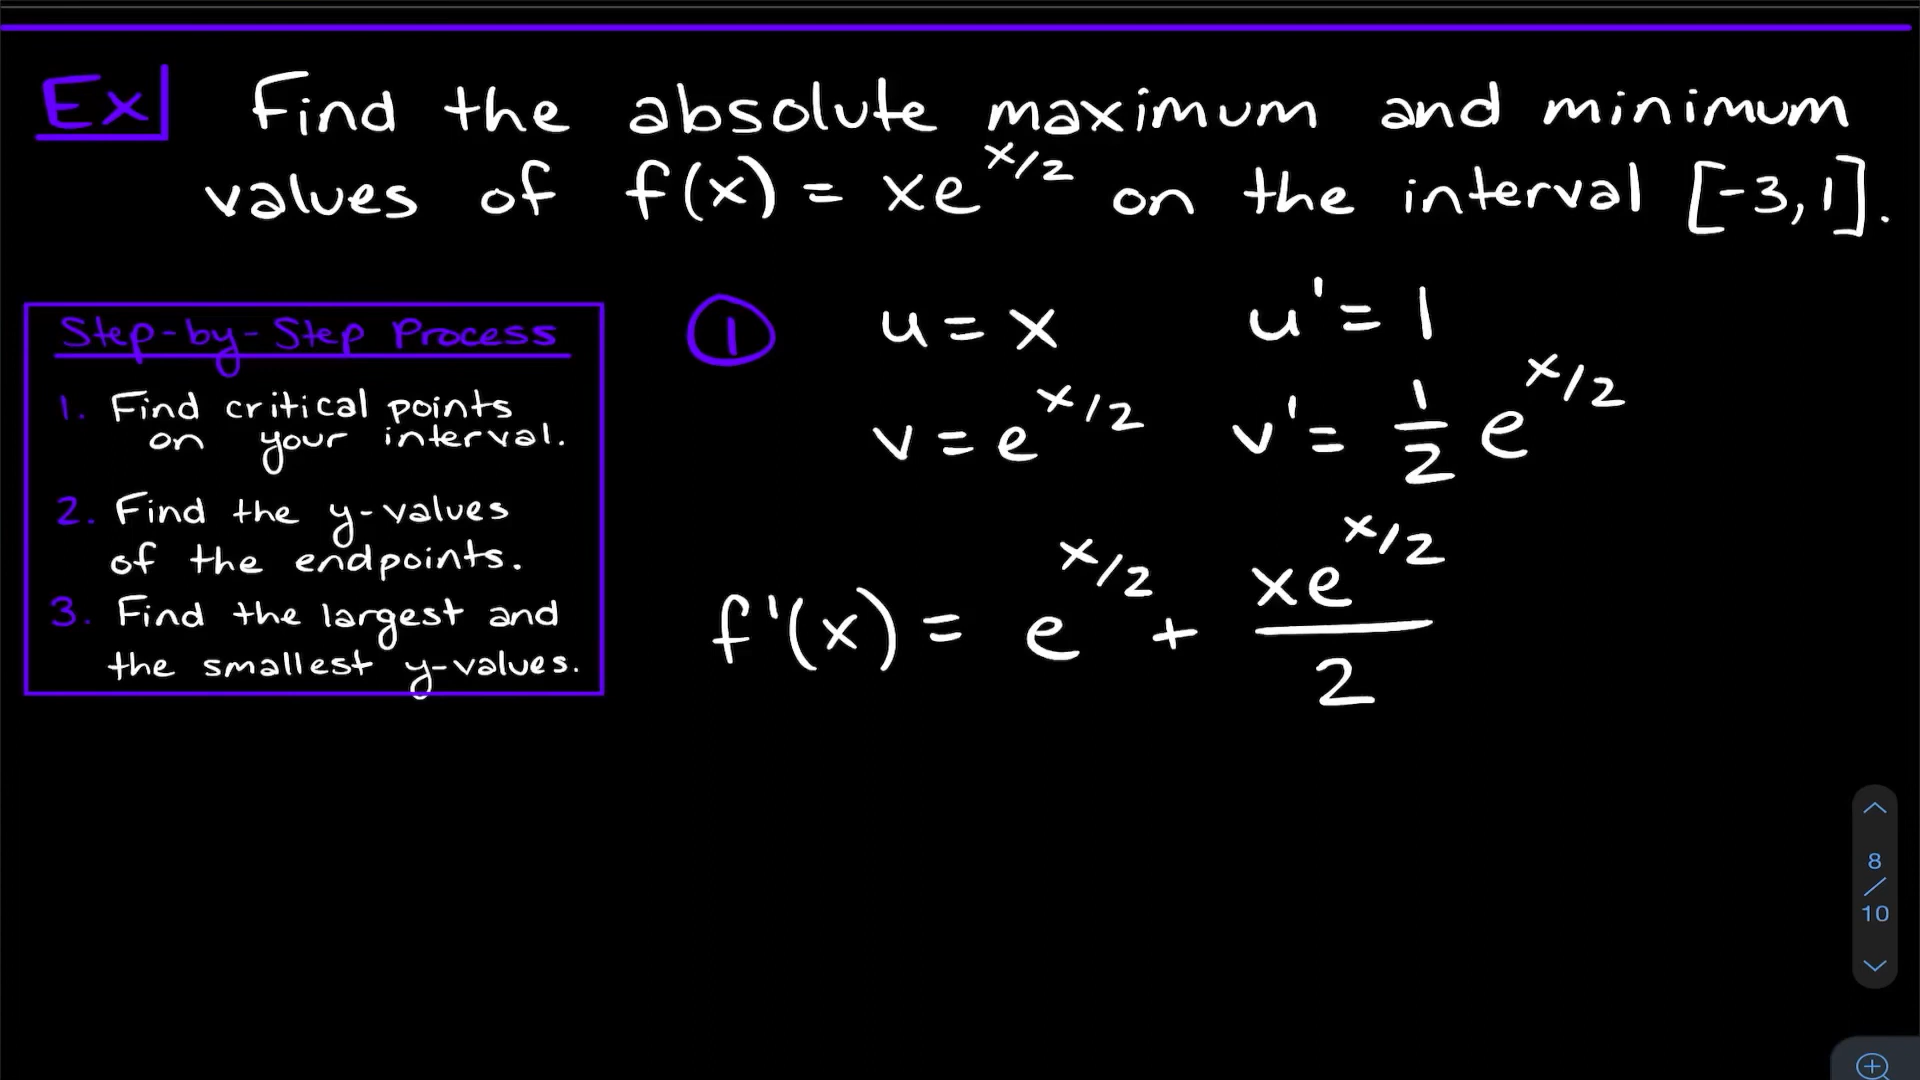 Ex Find the absolute maximum and minimum
values of f(x) = xe^{x/2} on the interval [-3,1].
Step-by-Step Process
1. Find critical points
on your interval.
2. Find the y-values
of the endpoints.
3. Find the largest and
the smallest y-values.
1 u = x u' = 1
v = e^{x/2} v' = \frac{1}{2} e^{x/2}
f'(x) = e^{x/2} + \frac{xe^{x/2}}{2}
8
/
10